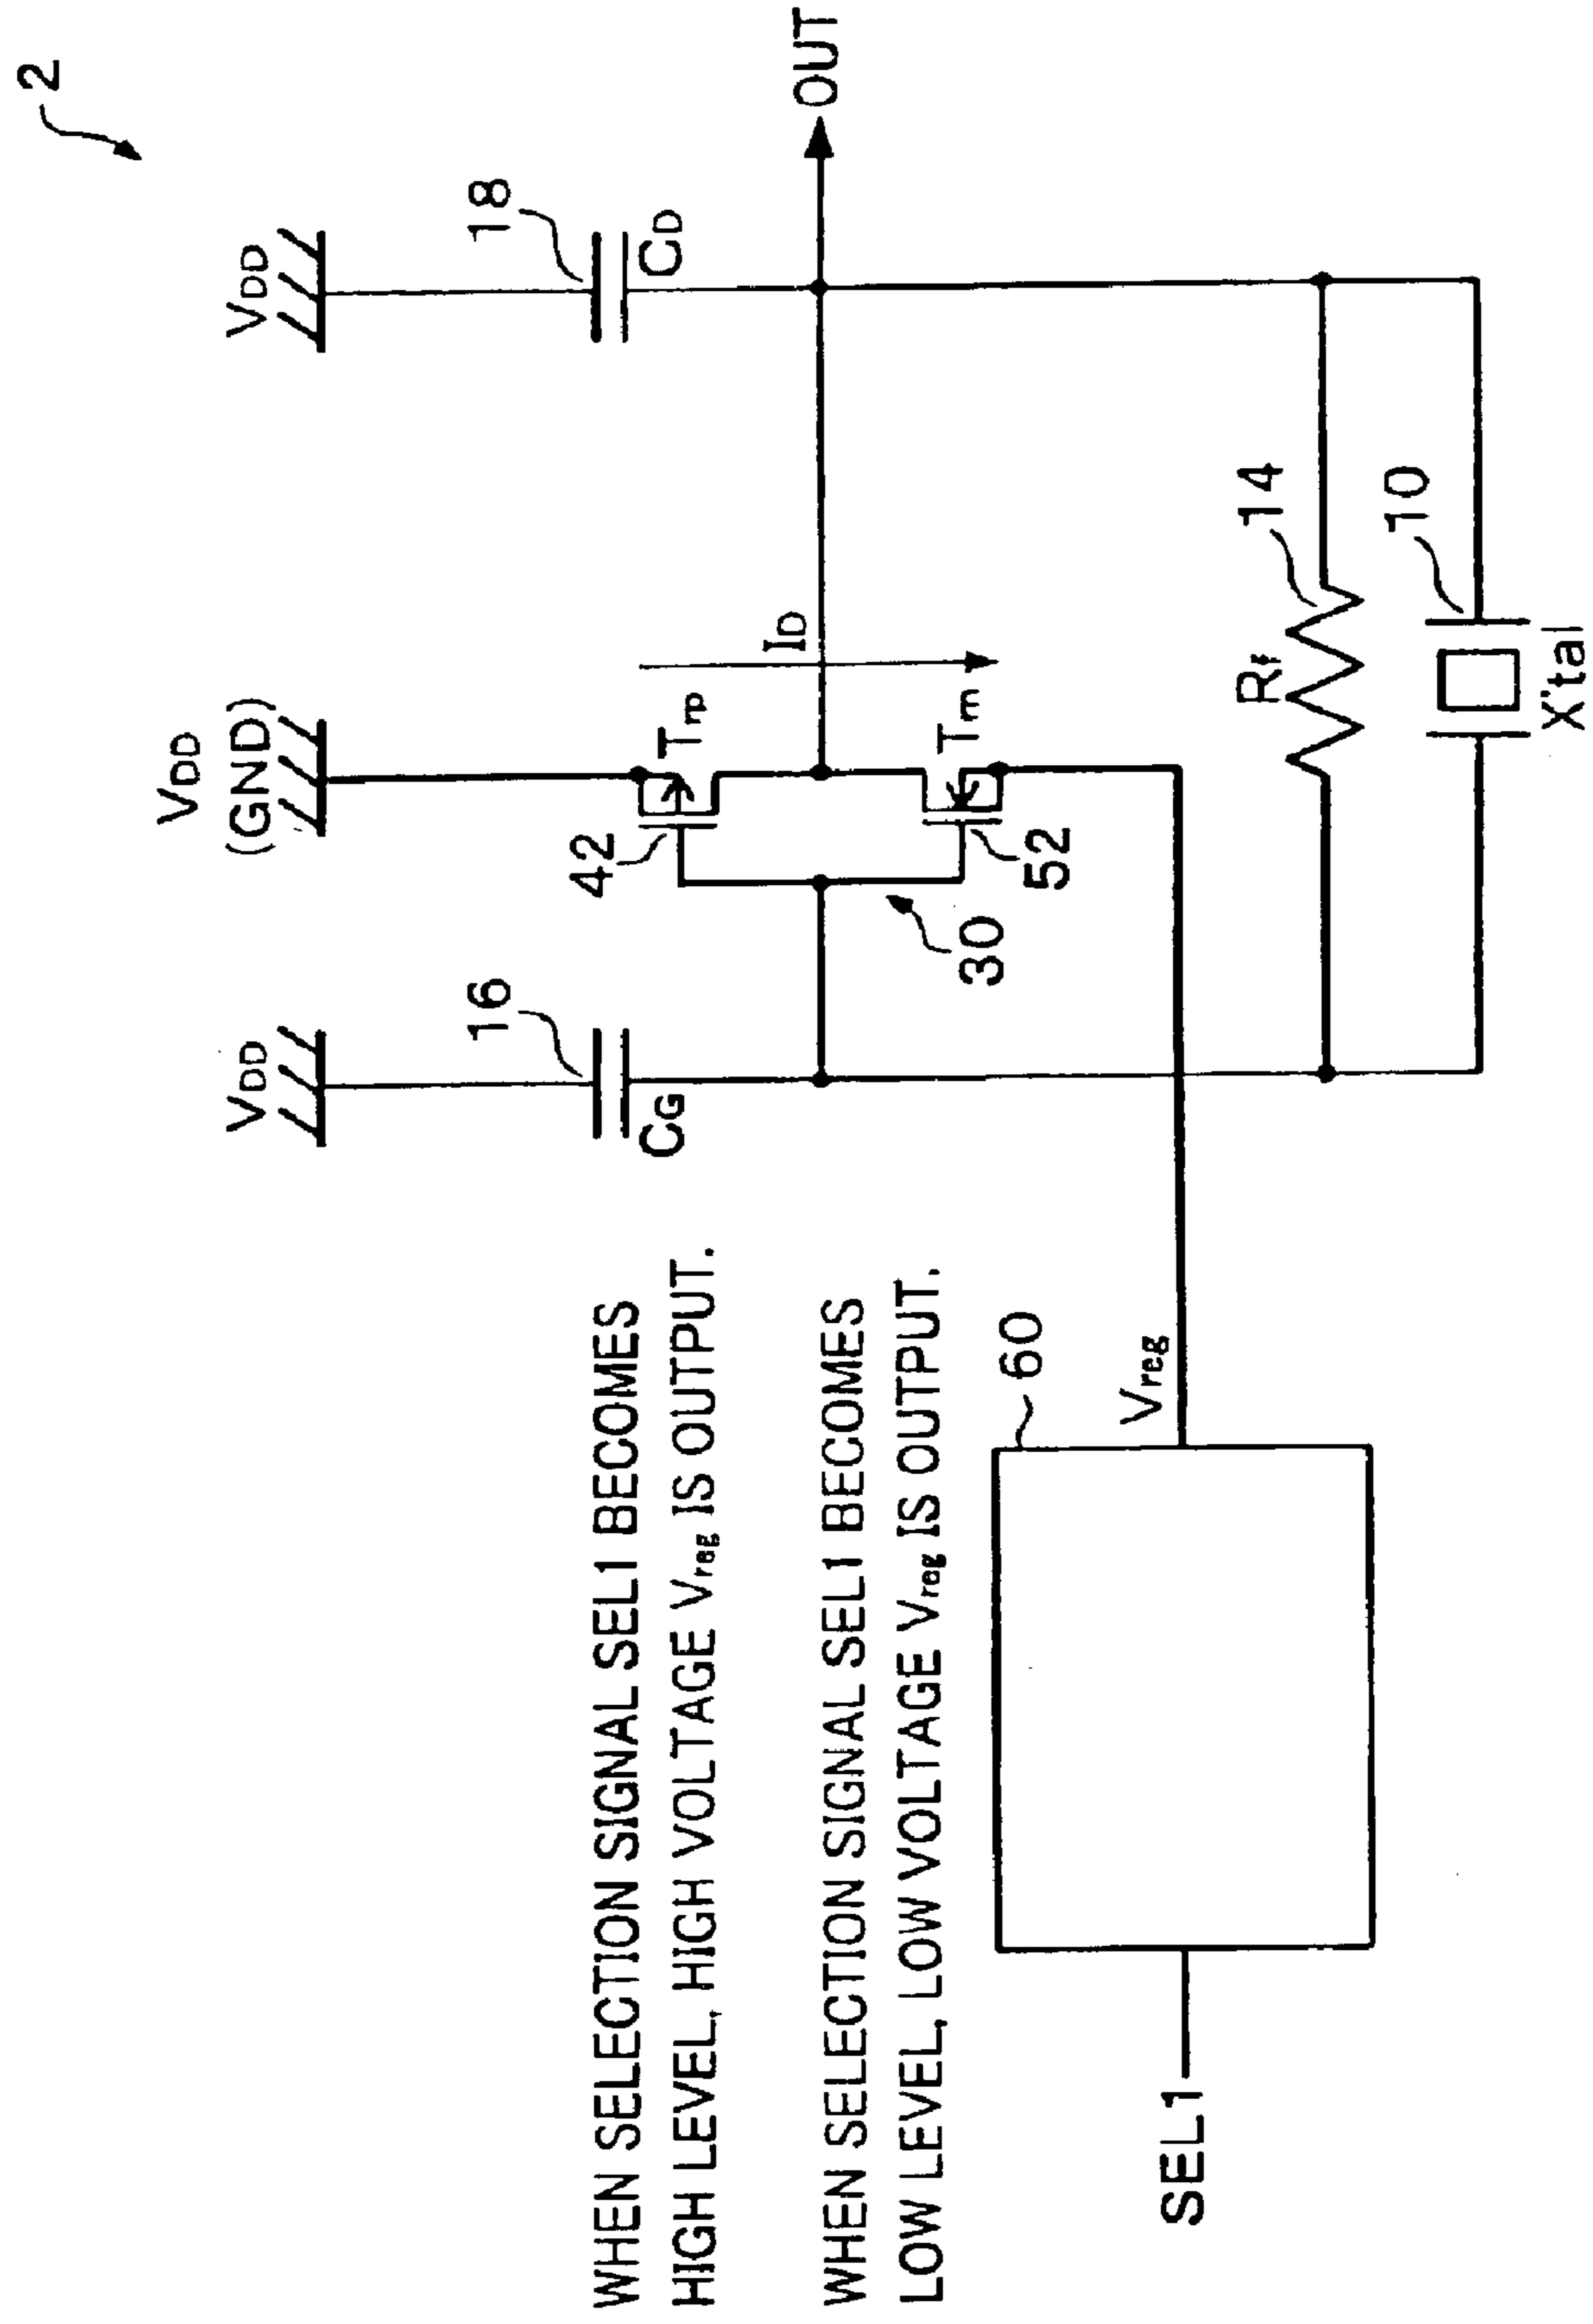 2
VDD
VDD
(GND)
VDD
16
CG
42
Trp
ID
18
CD
OUT
30
52
Trn
WHEN SELECTION SIGNAL SEL1 BECOMES
HIGH LEVEL, HIGH VOLTAGE Vreg IS OUTPUT.
WHEN SELECTION SIGNAL SEL1 BECOMES
LOW LEVEL, LOW VOLTAGE Vreg IS OUTPUT.
60
SEL1
Vreg
Rf
14
10
X'tal